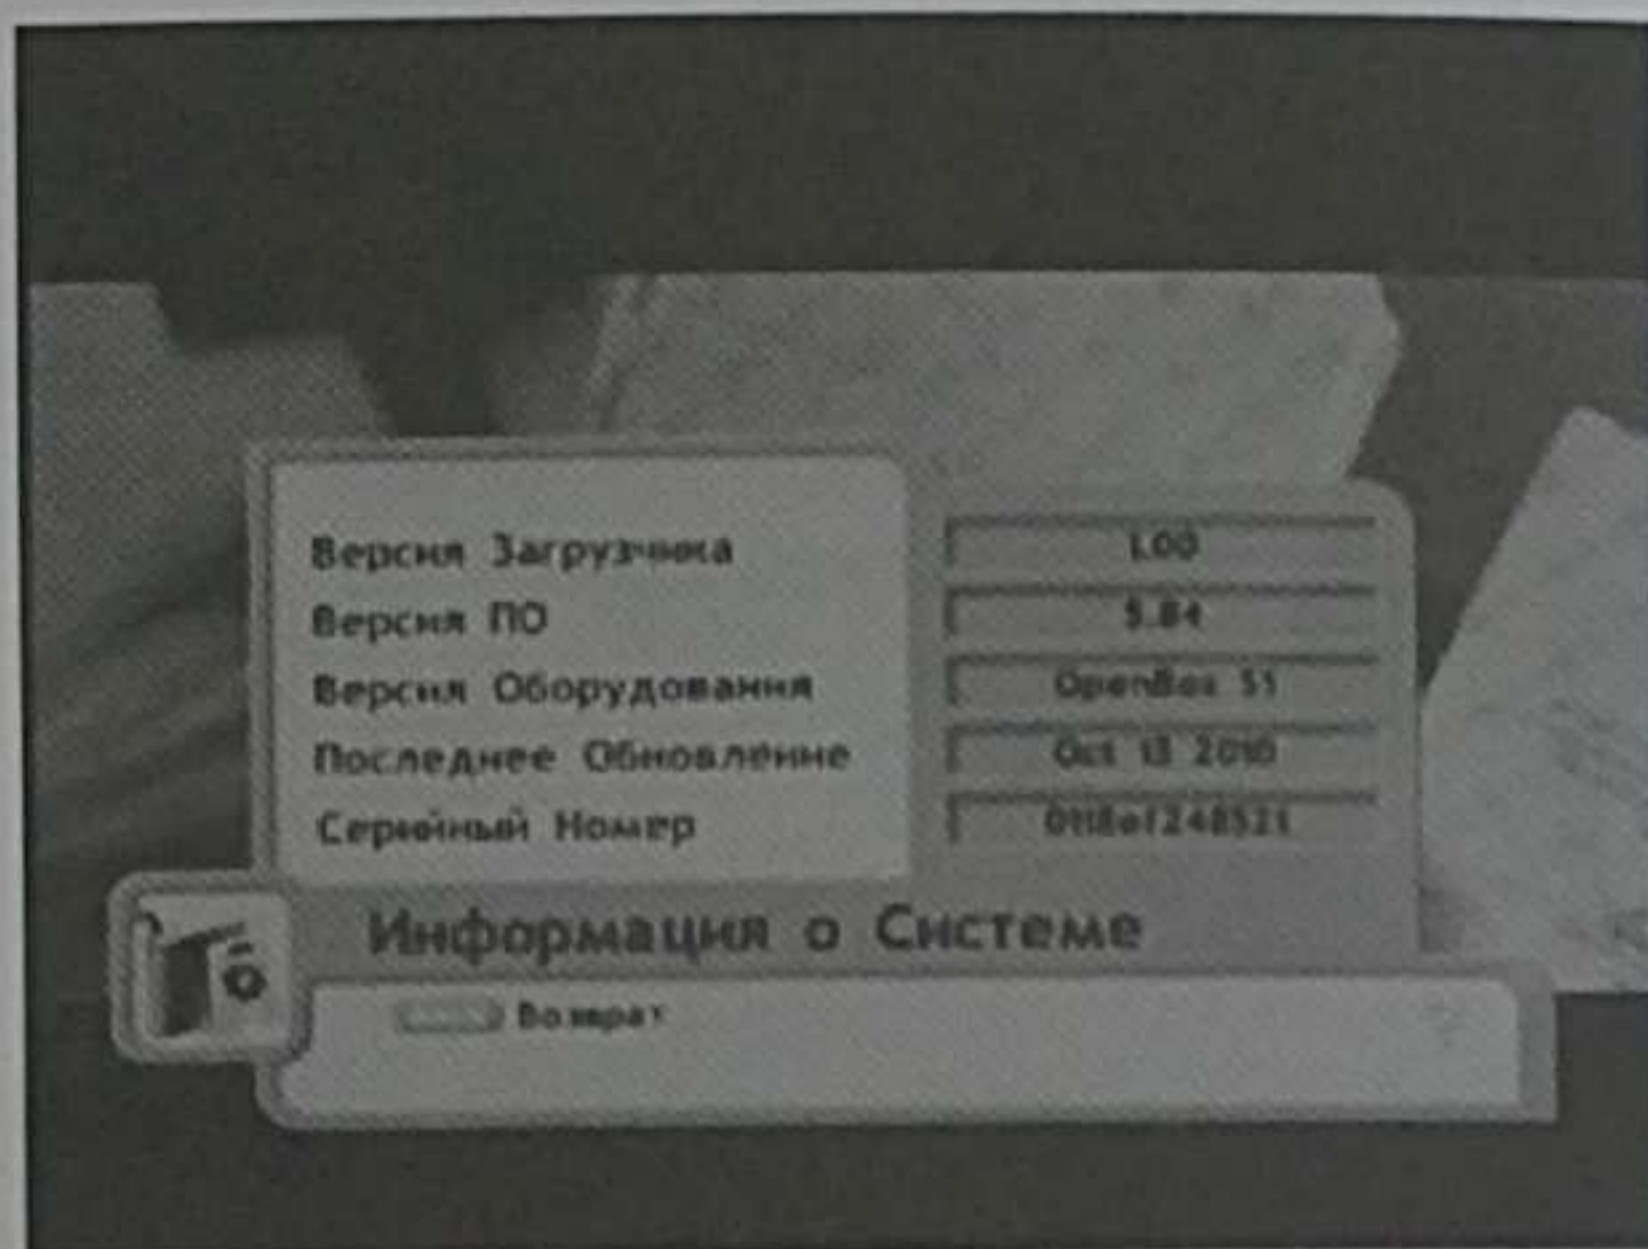 Версия Загрузчика 1.00
Версия ПО 5.84
Версия Оборудования OpenBox S1
Последнее Обновление Oct 13 2010
Серийный Номер
Информация о Системе
Возврат